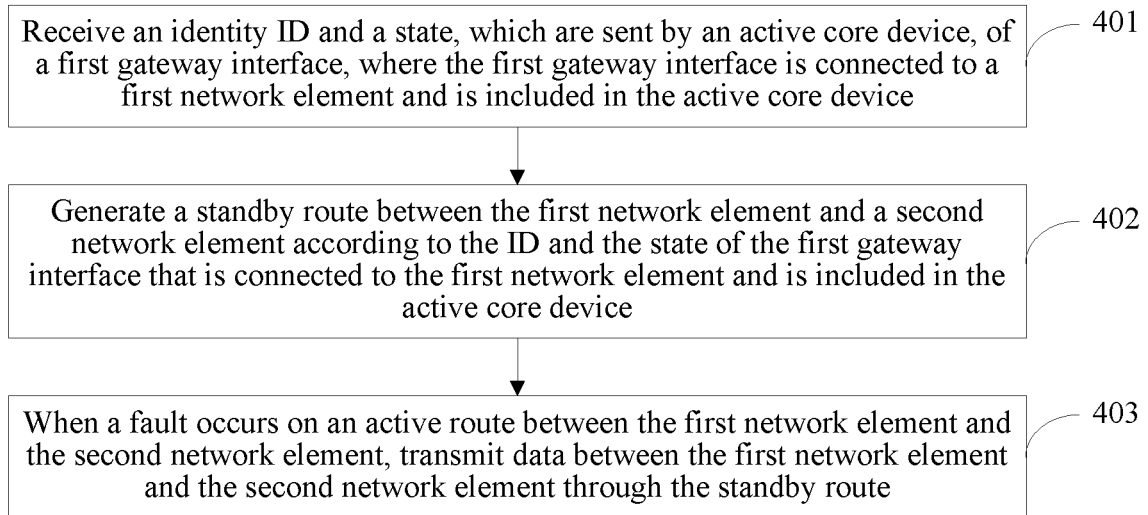 Receive an identity ID and a state, which are sent by an active core device, of
a first gateway interface, where the first gateway interface is connected to a
first network element and is included in the active core device
401
Generate a standby route between the first network element and a second
network element according to the ID and the state of the first gateway
interface that is connected to the first network element and is included in the
active core device
402
When a fault occurs on an active route between the first network element and
the second network element, transmit data between the first network element
and the second network element through the standby route
403